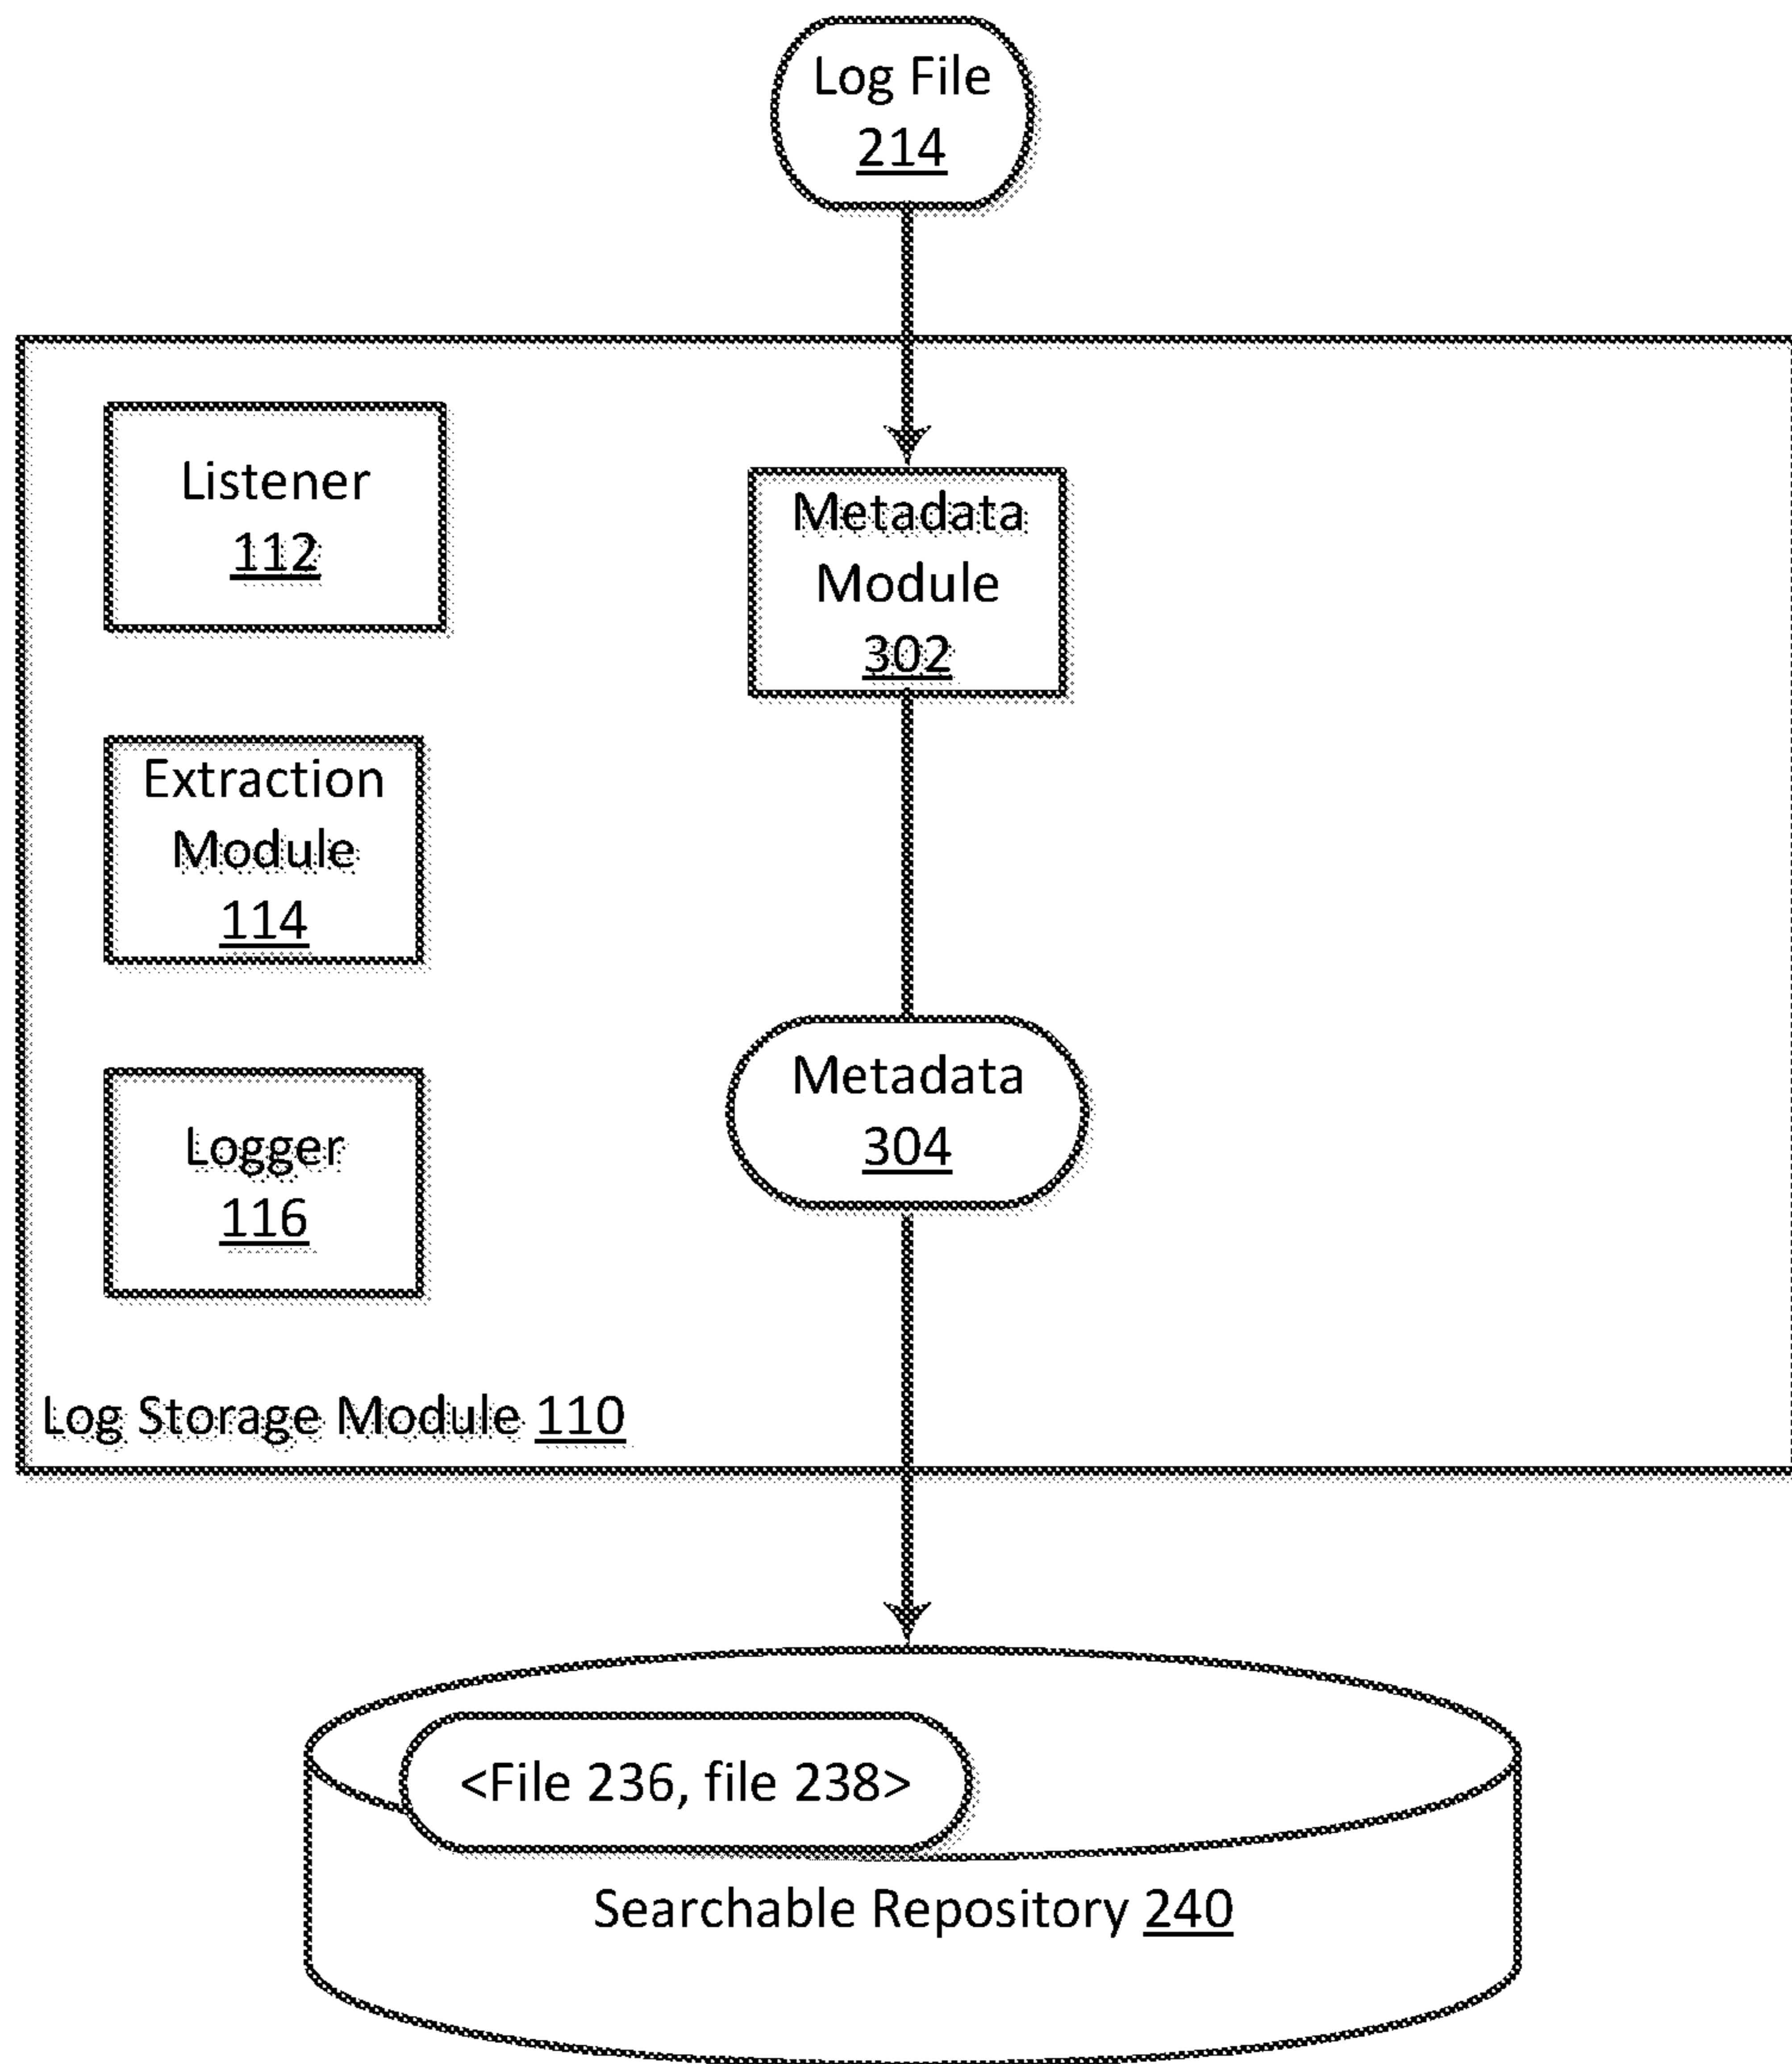 Log File
214
Listener
112
Metadata
Module
302
Extraction
Module
114
Metadata
304
Logger
116
Log Storage Module 110
<File 236, file 238>
Searchable Repository 240